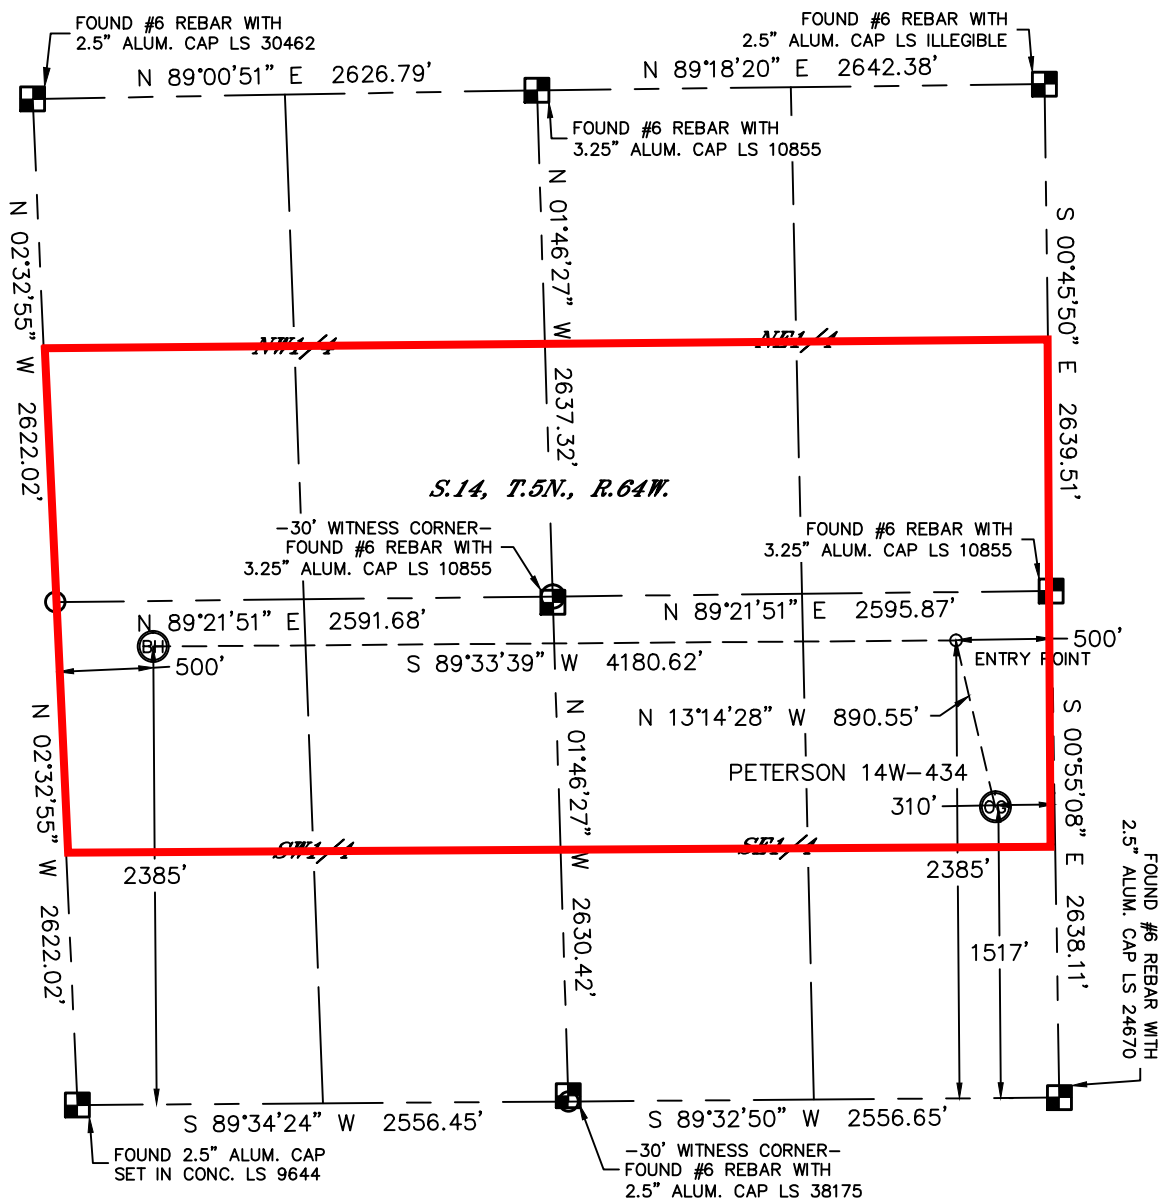 FOUND #6 REBAR WITH
2.5" ALUM. CAP LS 30462
FOUND #6 REBAR WITH
2.5" ALUM. CAP LS ILLEGIBLE
N 89°00'51" E 2626.79'
N 89°18'20" E 2642.38'
FOUND #6 REBAR WITH
3.25" ALUM. CAP LS 10855
N 02°32'55" W 2622.02'
N 01°46'27" W 2637.32'
S 00°45'50" E 2639.51'
NW1/4
NE1/4
S.14, T.5N., R.64W.
-30' WITNESS CORNER-
FOUND #6 REBAR WITH
3.25" ALUM. CAP LS 10855
FOUND #6 REBAR WITH
3.25" ALUM. CAP LS 10855
N 89°21'51" E 2591.68'
N 89°21'51" E 2595.87'
BH
500'
S 89°33'39" W 4180.62'
500'
ENTRY POINT
N 13°14'28" W 890.55'
PETERSON 14W-434
310'
OG
N 02°32'55" W 2622.02'
N 01°46'27" W 2630.42'
S 00°55'08" E 2638.11'
SW1/4
SE1/4
2385'
2385'
1517'
FOUND #6 REBAR WITH
2.5" ALUM. CAP LS 24670
S 89°34'24" W 2556.45'
S 89°32'50" W 2556.65'
FOUND 2.5" ALUM. CAP
SET IN CONC. LS 9644
-30' WITNESS CORNER-
FOUND #6 REBAR WITH
2.5" ALUM. CAP LS 38175